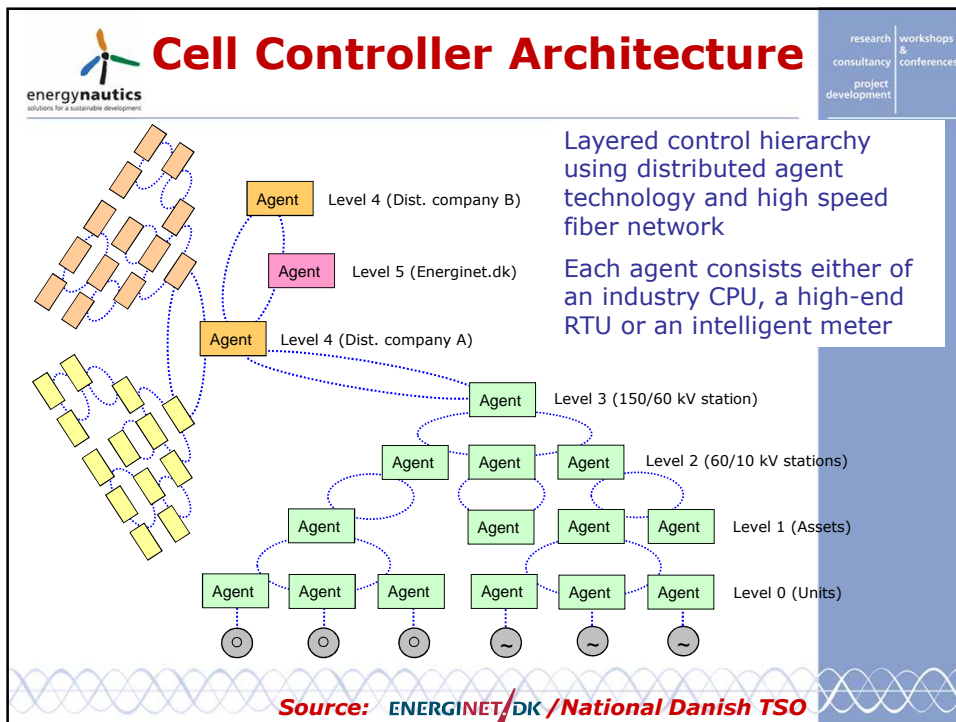 Cell Controller Architecture
energynautics
solutions for a sustainable development
research workshops
&
consultancy conferences
project
development
Layered control hierarchy
using distributed agent
technology and high speed
fiber network
Each agent consists either of
an industry CPU, a high-end
RTU or an intelligent meter
Agent Level 4 (Dist. company B)
Agent Level 5 (Energinet.dk)
Agent Level 4 (Dist. company A)
Agent Level 3 (150/60 kV station)
Agent Agent Agent Level 2 (60/10 kV stations)
Agent Agent Agent Agent Level 1 (Assets)
Agent Agent Agent Agent Agent Agent Level 0 (Units)
~ ~ ~
Source: ENERGINET/DK /National Danish TSO